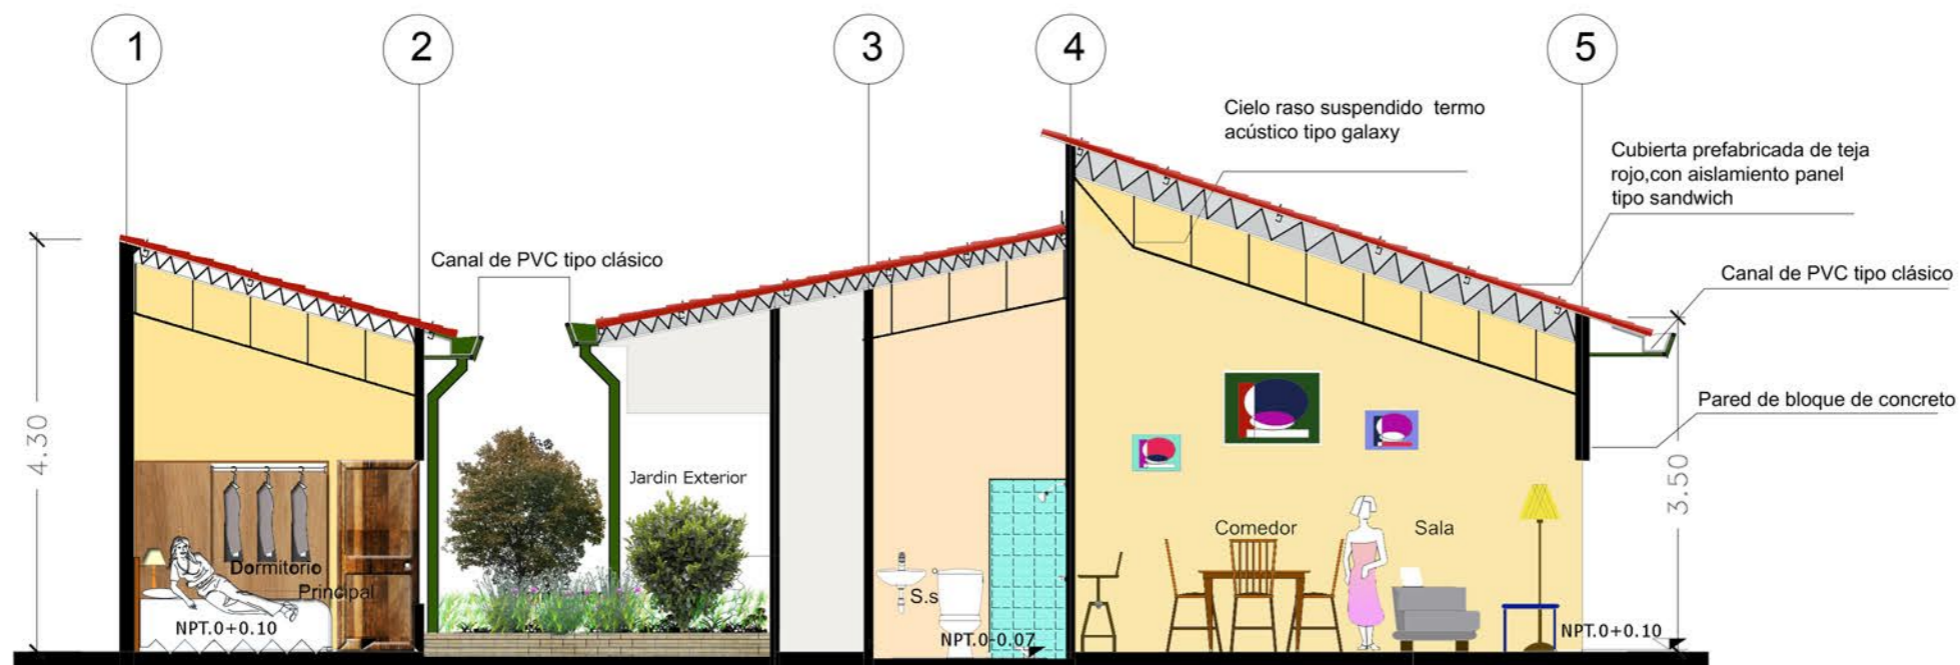 1
2
3
4
5
Cielo raso suspendido termo
acústico tipo galaxy
Cubierta prefabricada de teja
rojo,con aislamiento panel
tipo sandwich
Canal de PVC tipo clásico
Canal de PVC tipo clásico
Pared de bloque de concreto
4.30
3.50
Jardin Exterior
Comedor
Sala
Dormitorio
Principal
S.s
NPT.0+0.10
NPT.0-0.07
NPT.0+0.10